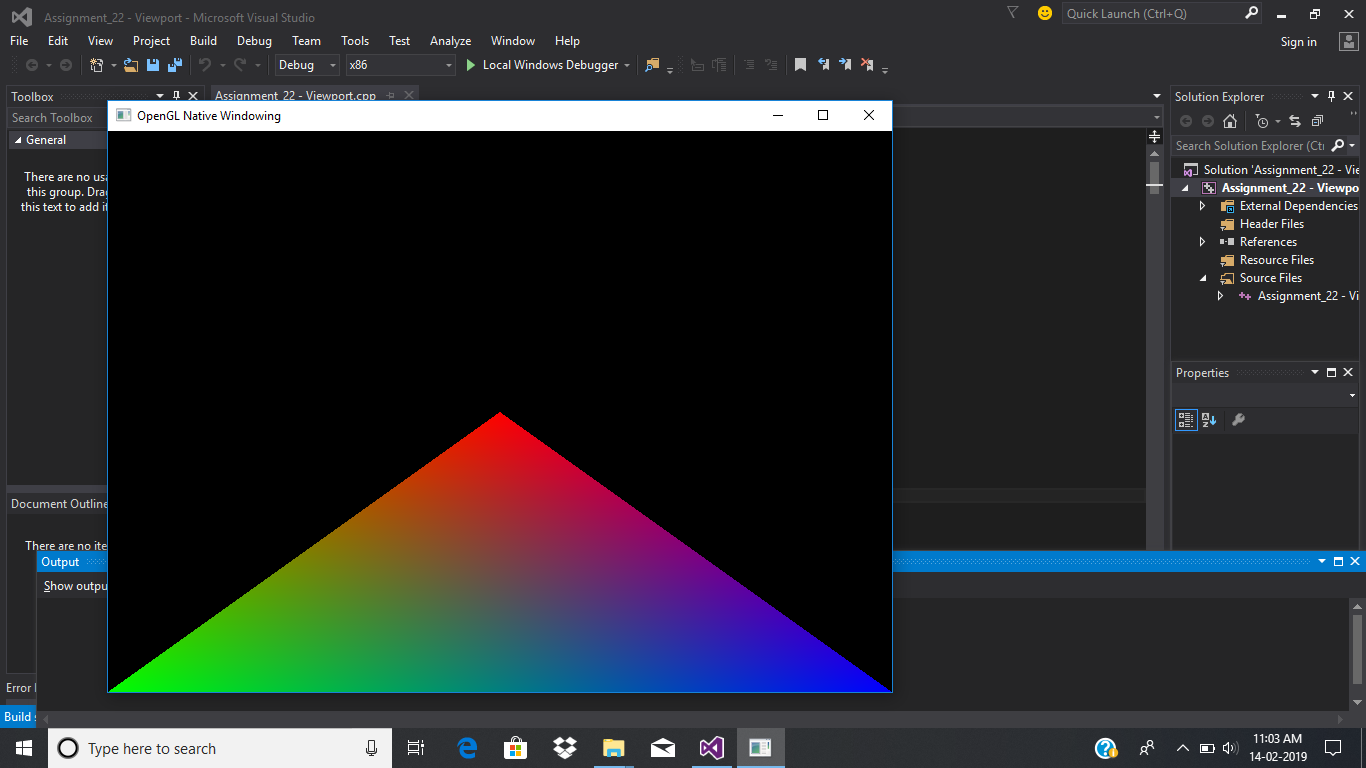 Assignment_22 - Viewport - Microsoft Visual Studio
Quick Launch (Ctrl+Q)
File Edit View Project Build Debug Team Tools Test Analyze Window Help
Sign in
Debug x86 Local Windows Debugger
Toolbox
Assignment_22 - Viewport.cpp
Solution Explorer
Search Toolbox
OpenGL Native Windowing
General
There are no usa
this group. Drag
this text to add it
Search Solution Explorer (Ctr
Solution 'Assignment_22 - Vie
Assignment_22 - Viewpo
External Dependencies
Header Files
References
Resource Files
Source Files
Assignment_22 - Vi
Properties
Document Outline
There are no ite
Output
Show outpu
Error
Build
Type here to search
11:03 AM
14-02-2019